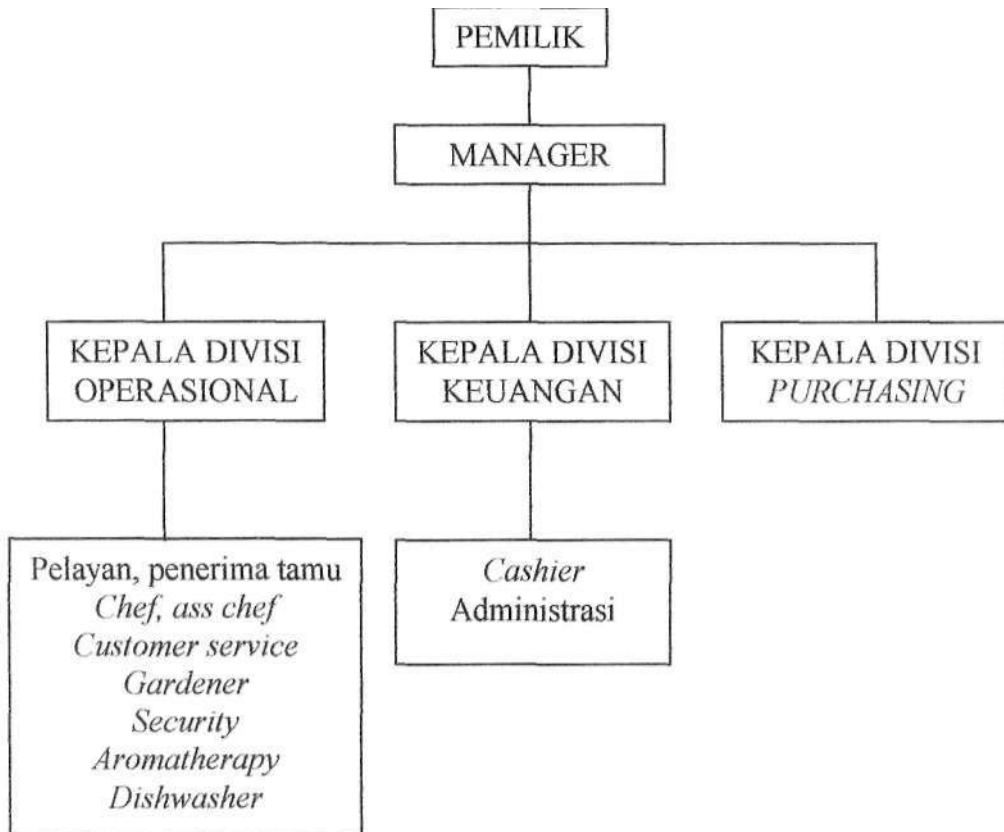 PEMILIK
MANAGER
KEPALA DIVISI
OPERASIONAL
KEPALA DIVISI
KEUANGAN
KEPALA DIVISI
PURCHASING
Pelayan, penerima tamu
Chef, ass chef
Customer service
Gardener
Security
Aromatherapy
Dishwasher
Cashier
Administrasi